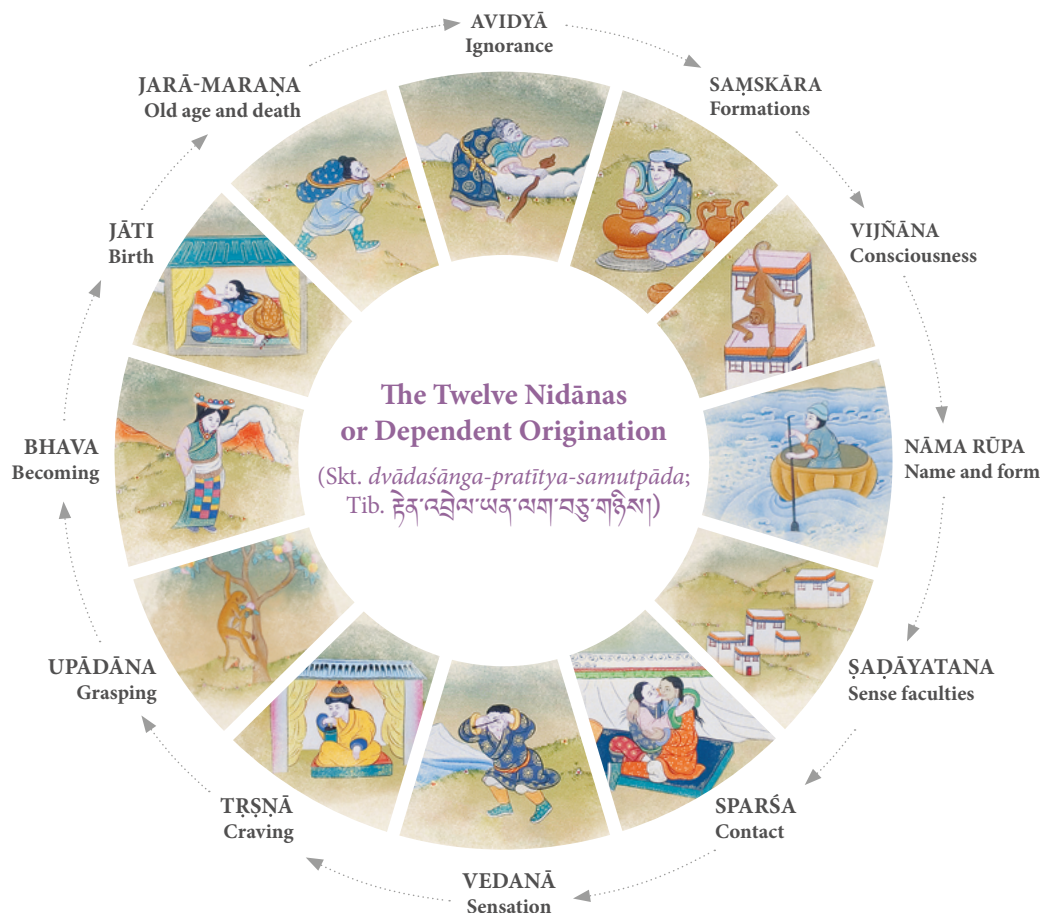 AVIDYĀ
Ignorance
SAṂSKĀRA
Formations
VIJÑĀNA
Consciousness
NĀMA RŪPA
Name and form
ṢAḌĀYATANA
Sense faculties
SPARŚA
Contact
VEDANĀ
Sensation
TṚṢṆĀ
Craving
UPĀDĀNA
Grasping
BHAVA
Becoming
JĀTI
Birth
JARĀ-MARAṆA
Old age and death
The Twelve Nidānas
or Dependent Origination
(Skt. dvādaśānga-pratītya-samutpāda;
Tib. རྟེན་འབྲེལ་ཡན་ལག་བཅུ་གཉིས།)